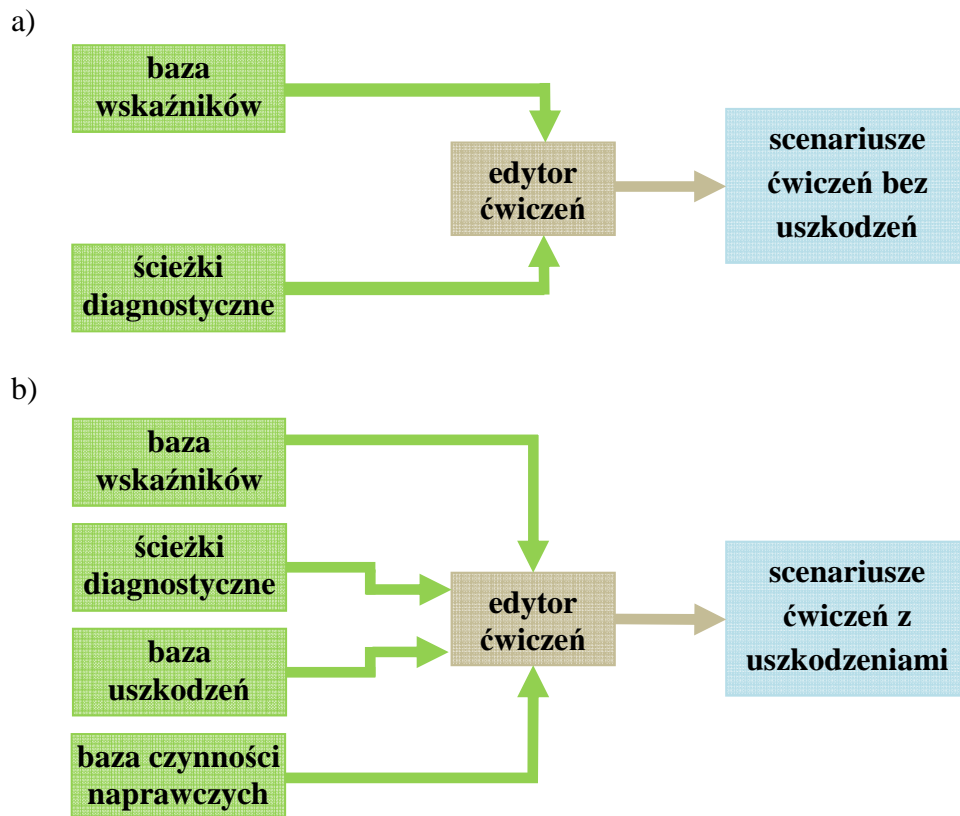 a)
baza
wskaźników
ścieżki
diagnostyczne
edytor
ćwiczeń
scenariusze
ćwiczeń bez
uszkodzeń
b)
baza
wskaźników
ścieżki
diagnostyczne
baza
uszkodzeń
baza czynności
naprawczych
edytor
ćwiczeń
scenariusze
ćwiczeń z
uszkodzeniami